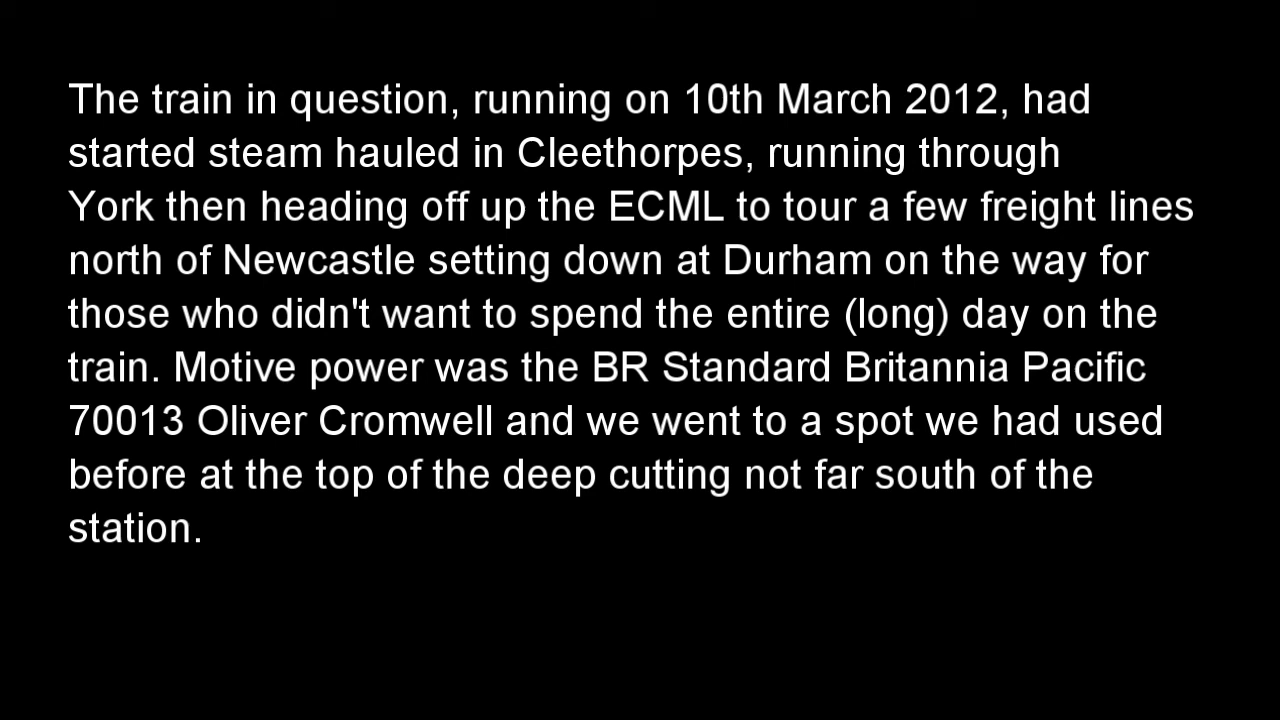 The train in question, running on 10th March 2012, had
started steam hauled in Cleethorpes, running through
York then heading off up the ECML to tour a few freight lines
north of Newcastle setting down at Durham on the way for
those who didn't want to spend the entire (long) day on the
train. Motive power was the BR Standard Britannia Pacific
70013 Oliver Cromwell and we went to a spot we had used
before at the top of the deep cutting not far south of the
station.